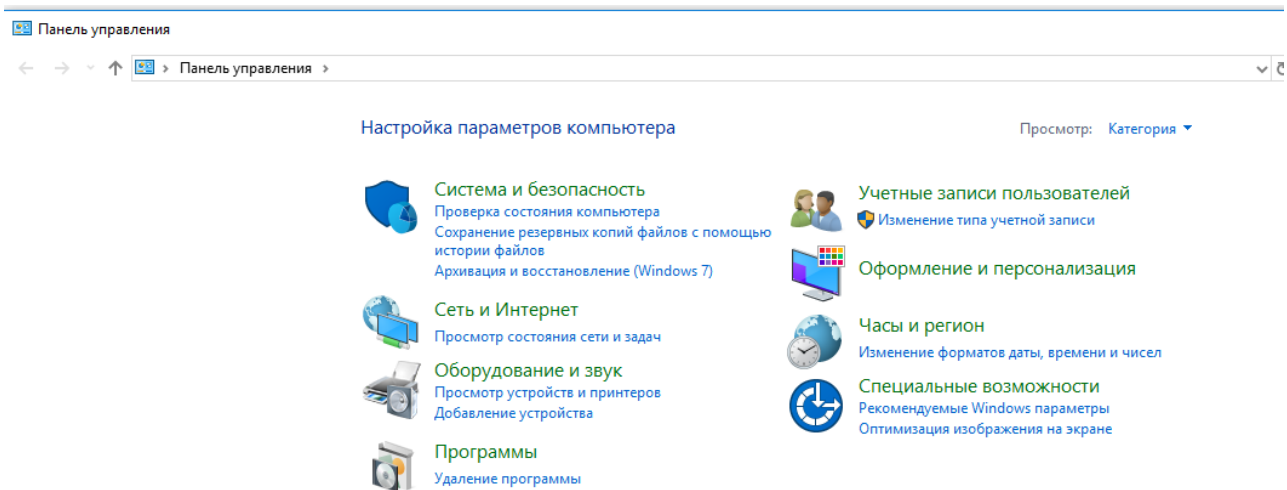 Панель управления
Панель управления
Настройка параметров компьютера
Просмотр: Категория
Система и безопасность
Проверка состояния компьютера
Сохранение резервных копий файлов с помощью
истории файлов
Архивация и восстановление (Windows 7)
Сеть и Интернет
Просмотр состояния сети и задач
Оборудование и звук
Просмотр устройств и принтеров
Добавление устройства
Программы
Удаление программы
Учетные записи пользователей
Изменение типа учетной записи
Оформление и персонализация
Часы и регион
Изменение форматов даты, времени и чисел
Специальные возможности
Рекомендуемые Windows параметры
Оптимизация изображения на экране